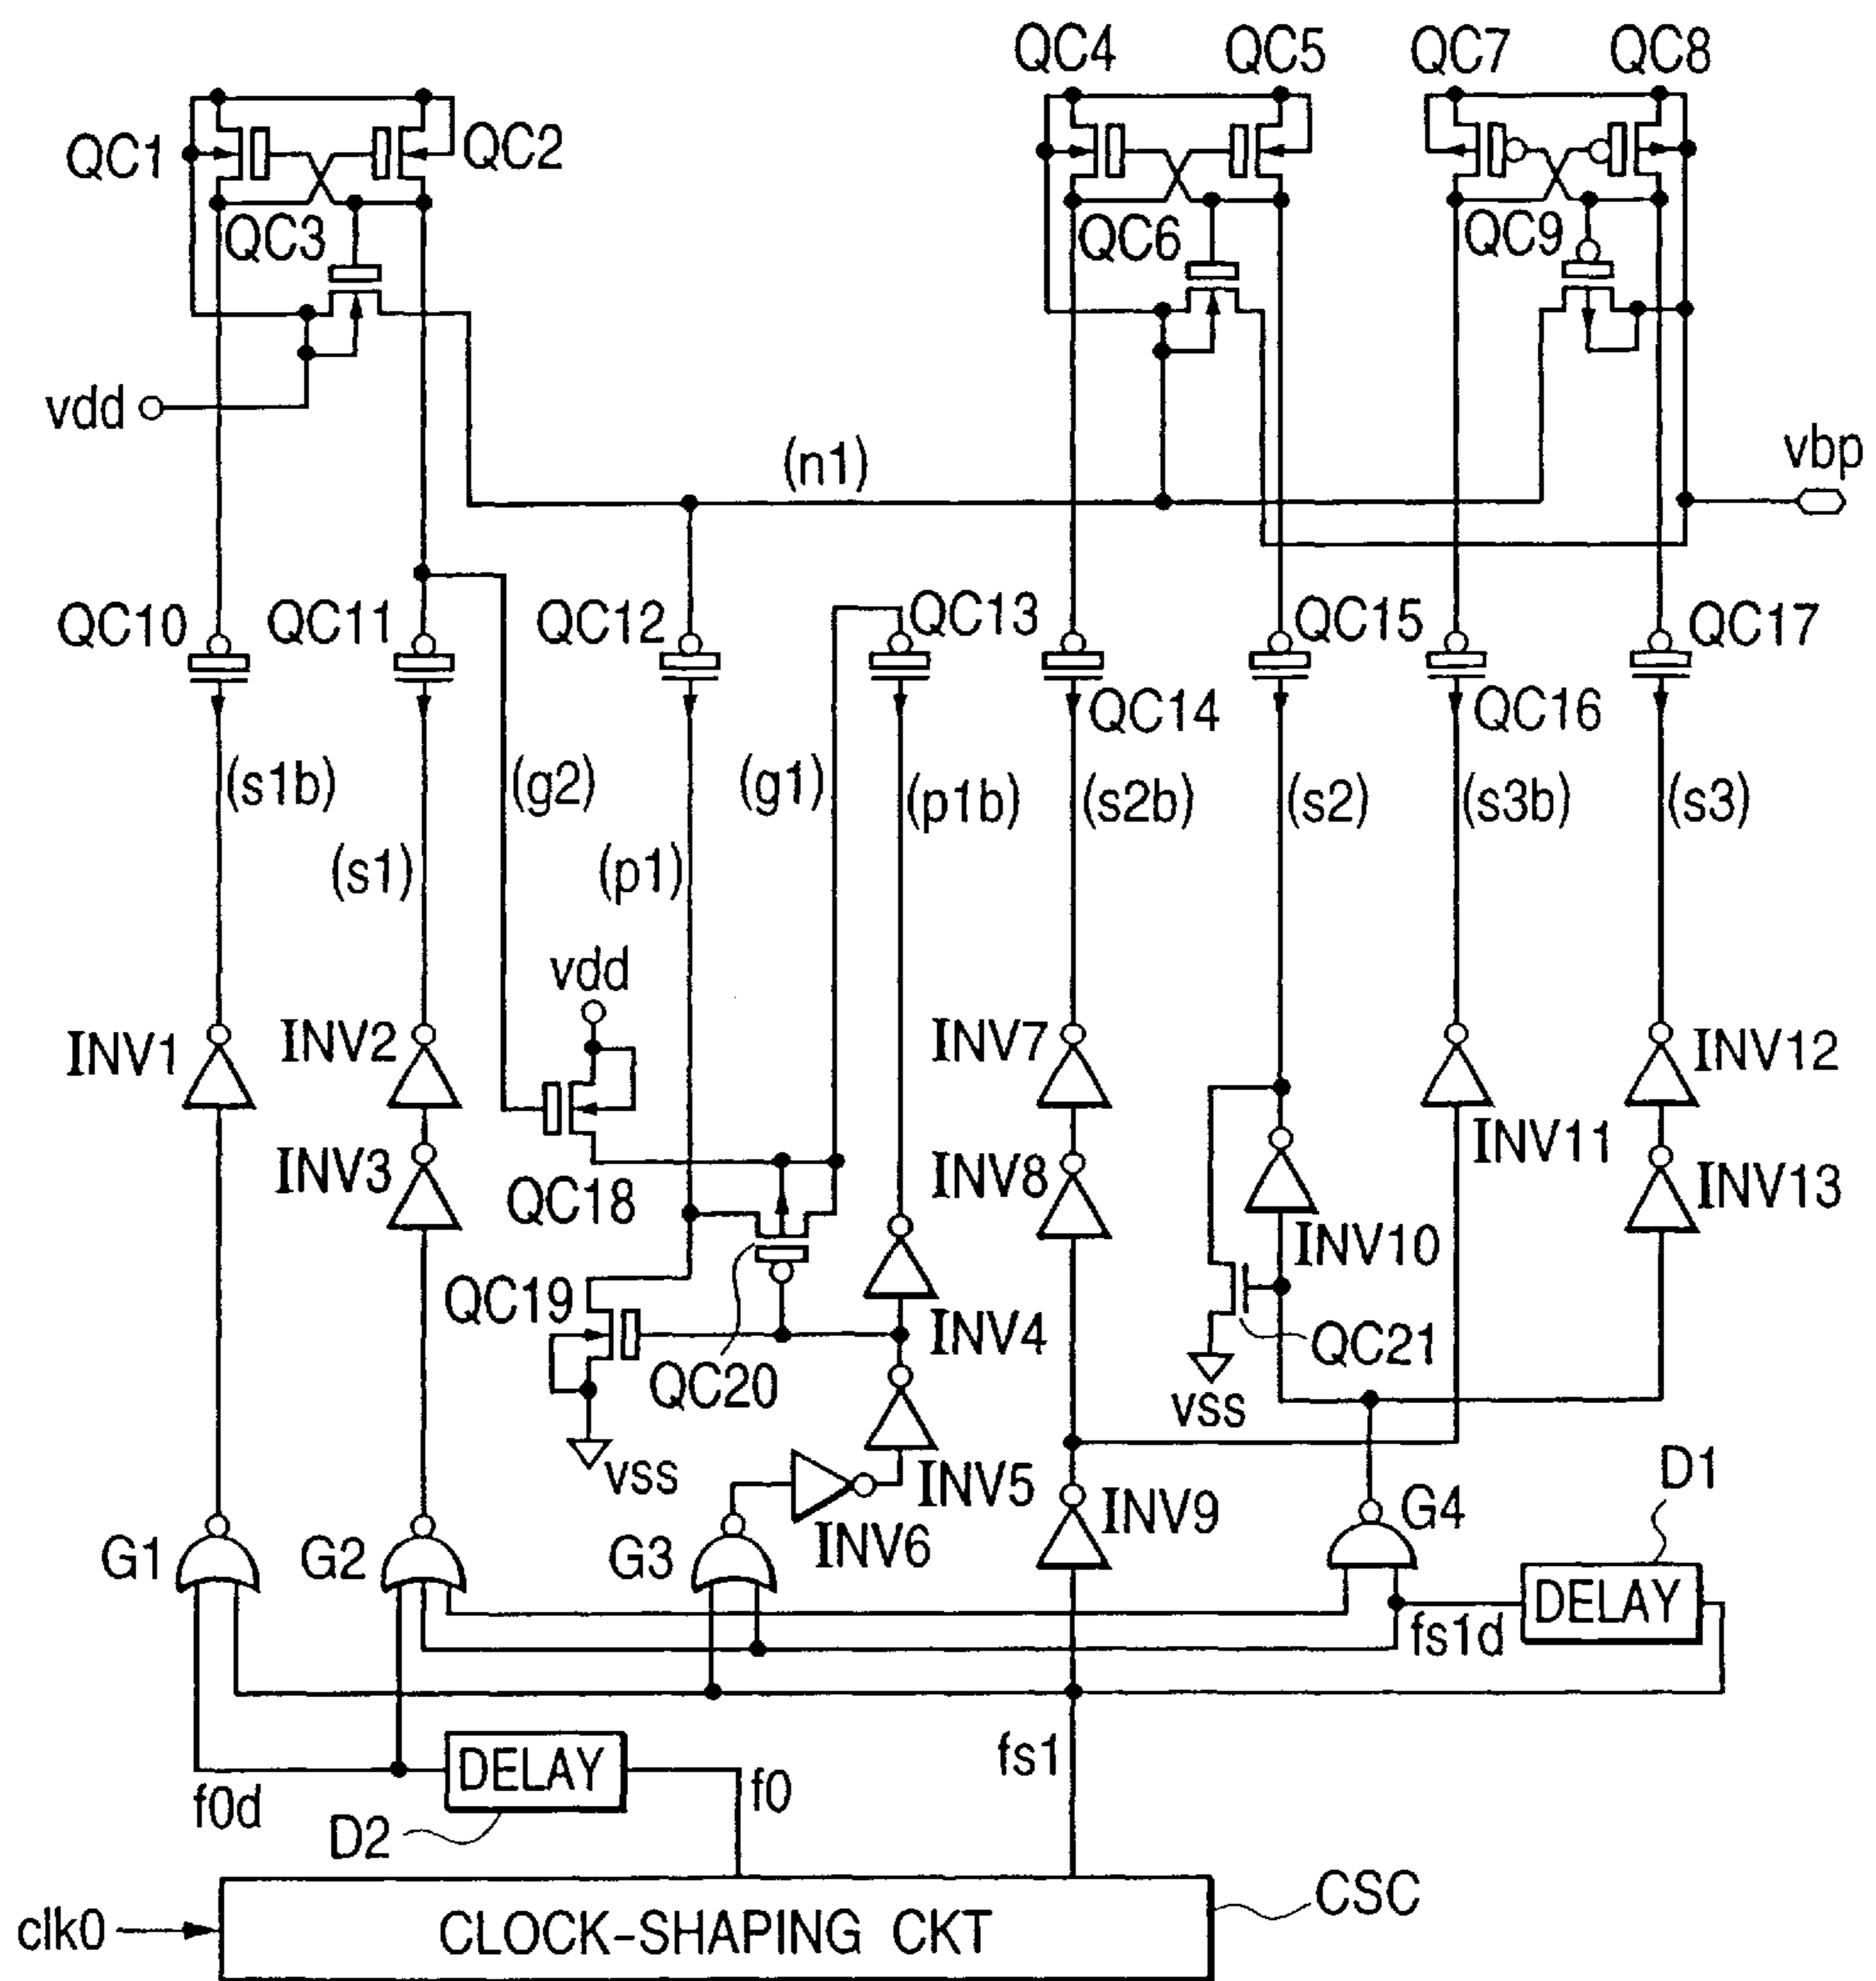 QC4
QC5
QC7
QC8
QC1
QC2
QC3
QC6
QC9
vdd
(n1)
vbp
QC10
QC11
QC12
QC13
QC15
QC17
QC14
QC16
(s1b)
(g2)
(g1)
(p1b)
(s2b)
(s2)
(s3b)
(s3)
(s1)
(p1)
vdd
INV1
INV2
INV7
INV12
INV3
QC18
INV8
INV11
INV13
INV10
QC19
INV4
QC21
QC20
vss
vss
INV5
D1
G1
G2
G3
INV6
INV9
G4
DELAY
fs1d
DELAY
f0
fs1
f0d
D2
CSC
clk0
CLOCK-SHAPING CKT